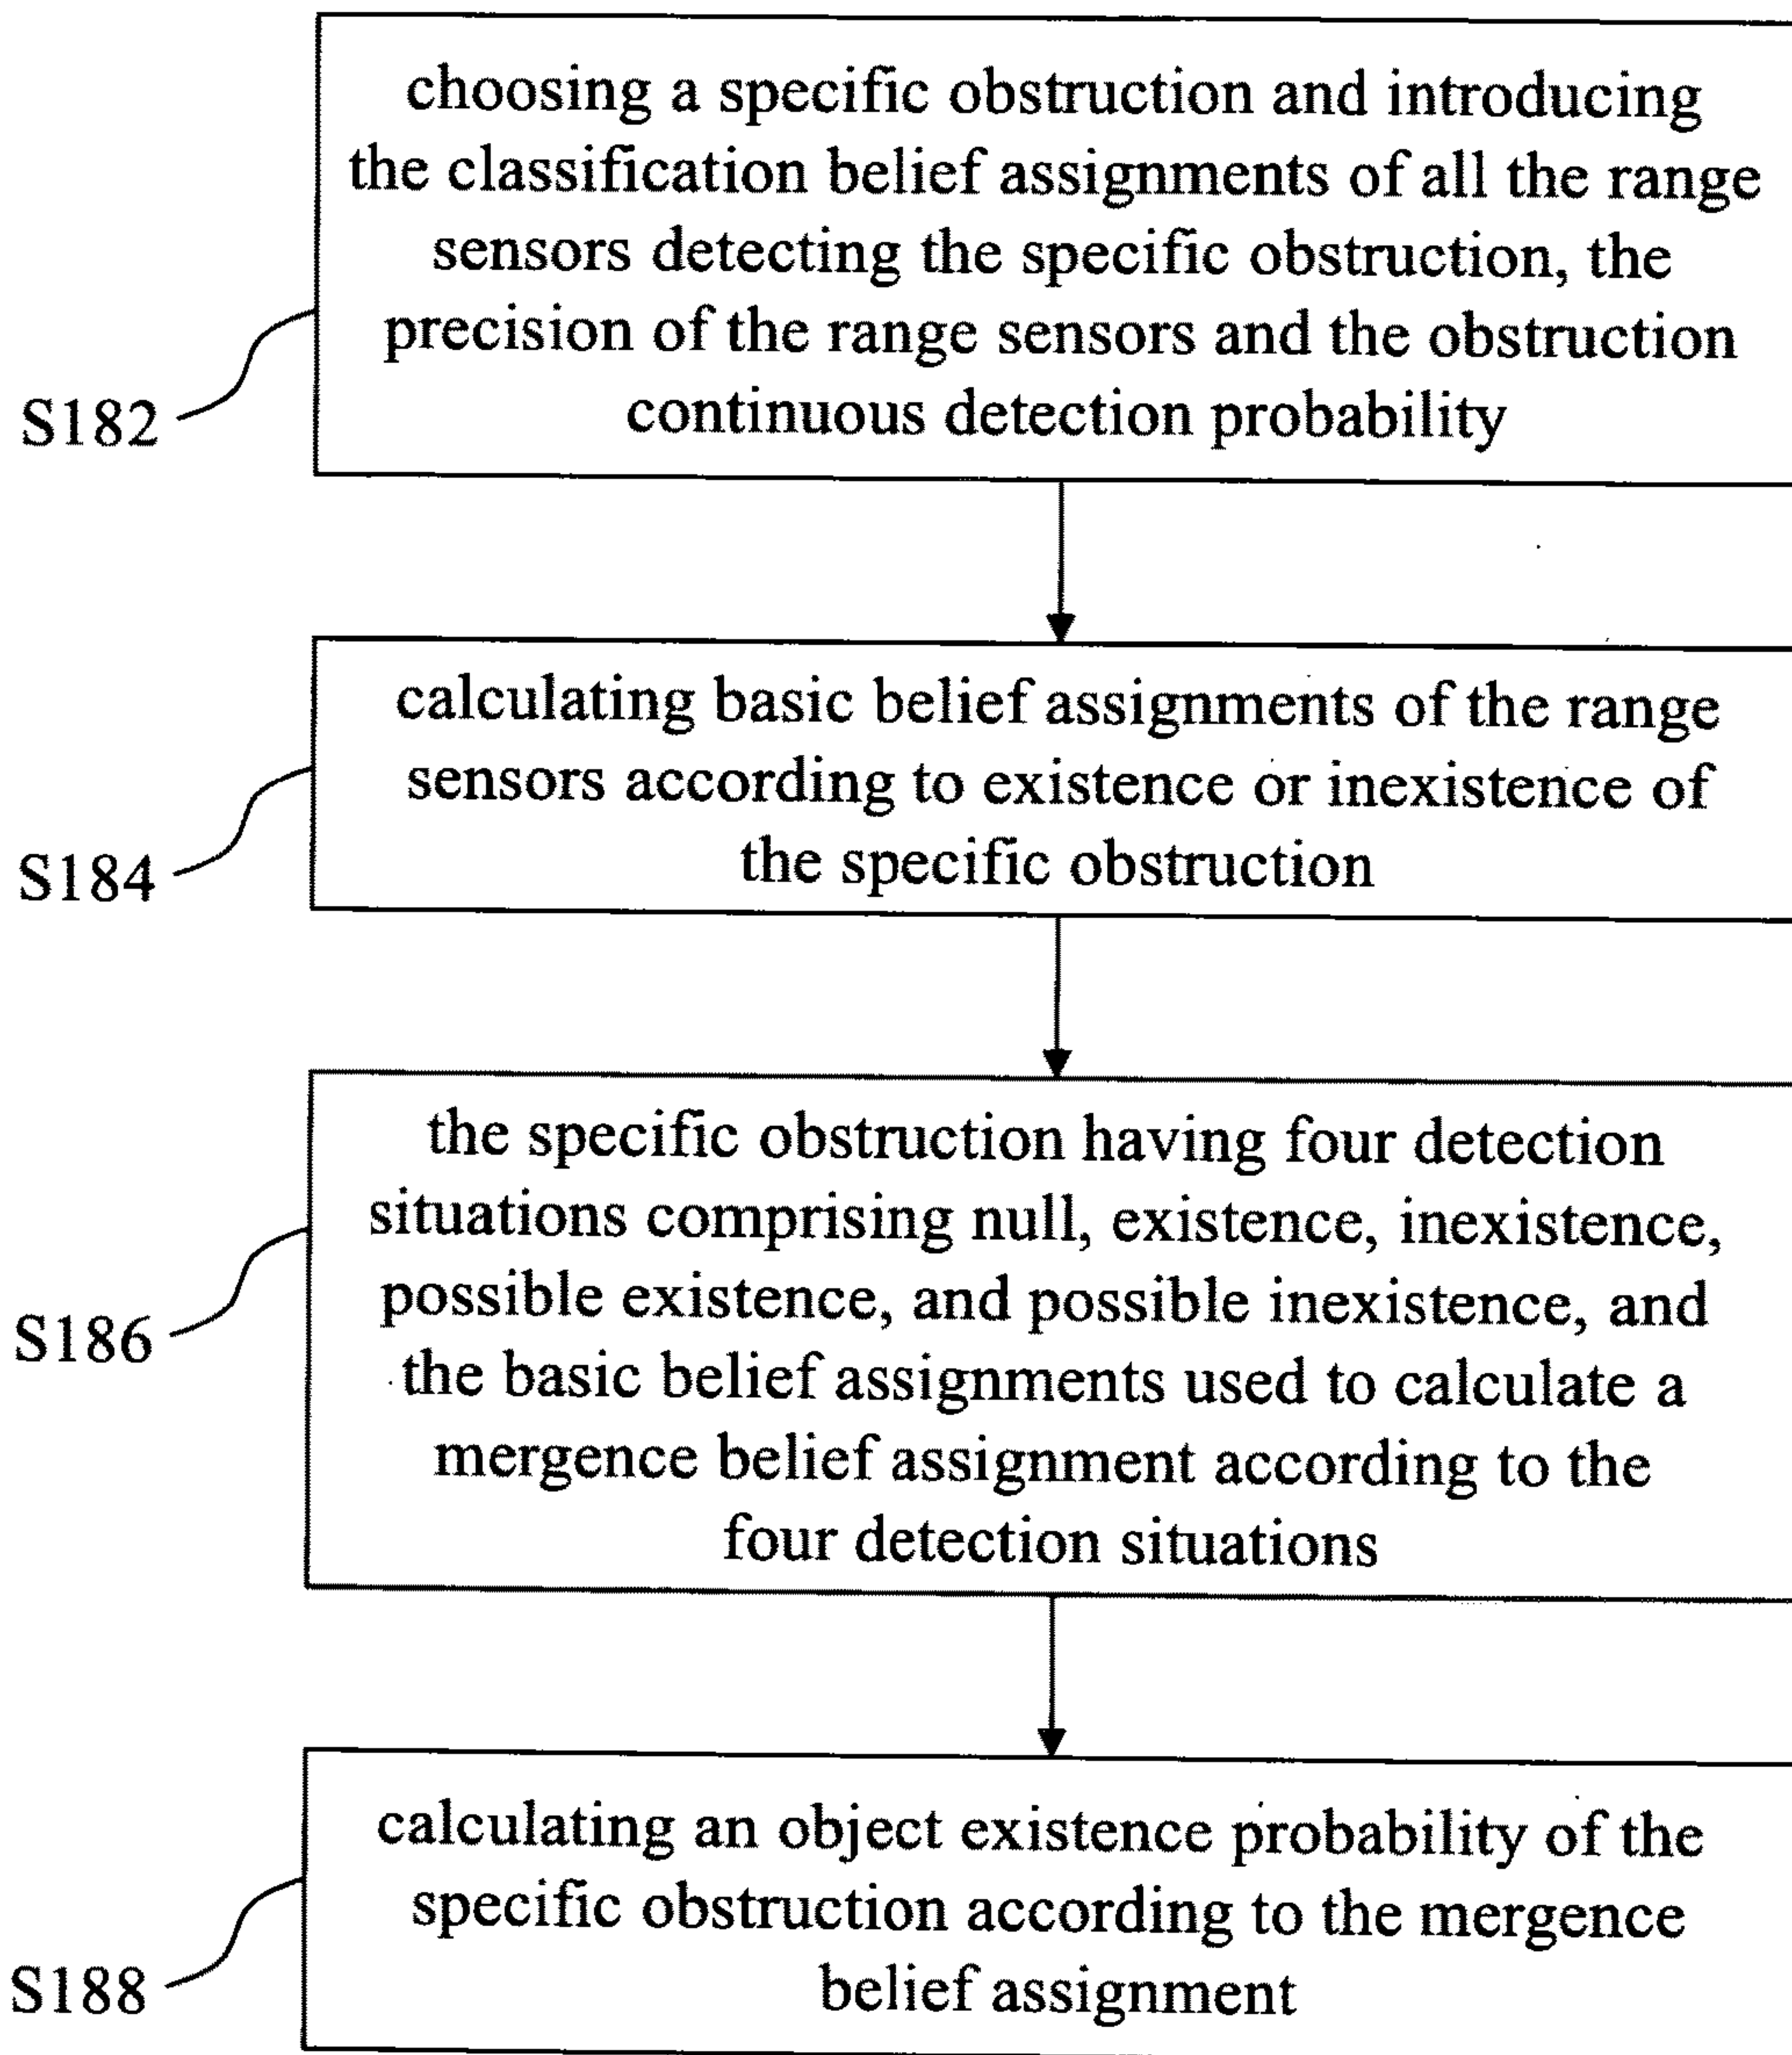 choosing a specific obstruction and introducing
the classification belief assignments of all the range
sensors detecting the specific obstruction, the
precision of the range sensors and the obstruction
continuous detection probability
S182
calculating basic belief assignments of the range
sensors according to existence or inexistence of
the specific obstruction
S184
the specific obstruction having four detection
situations comprising null, existence, inexistence,
possible existence, and possible inexistence, and
the basic belief assignments used to calculate a
mergence belief assignment according to the
four detection situations
S186
calculating an object existence probability of the
specific obstruction according to the mergence
belief assignment
S188